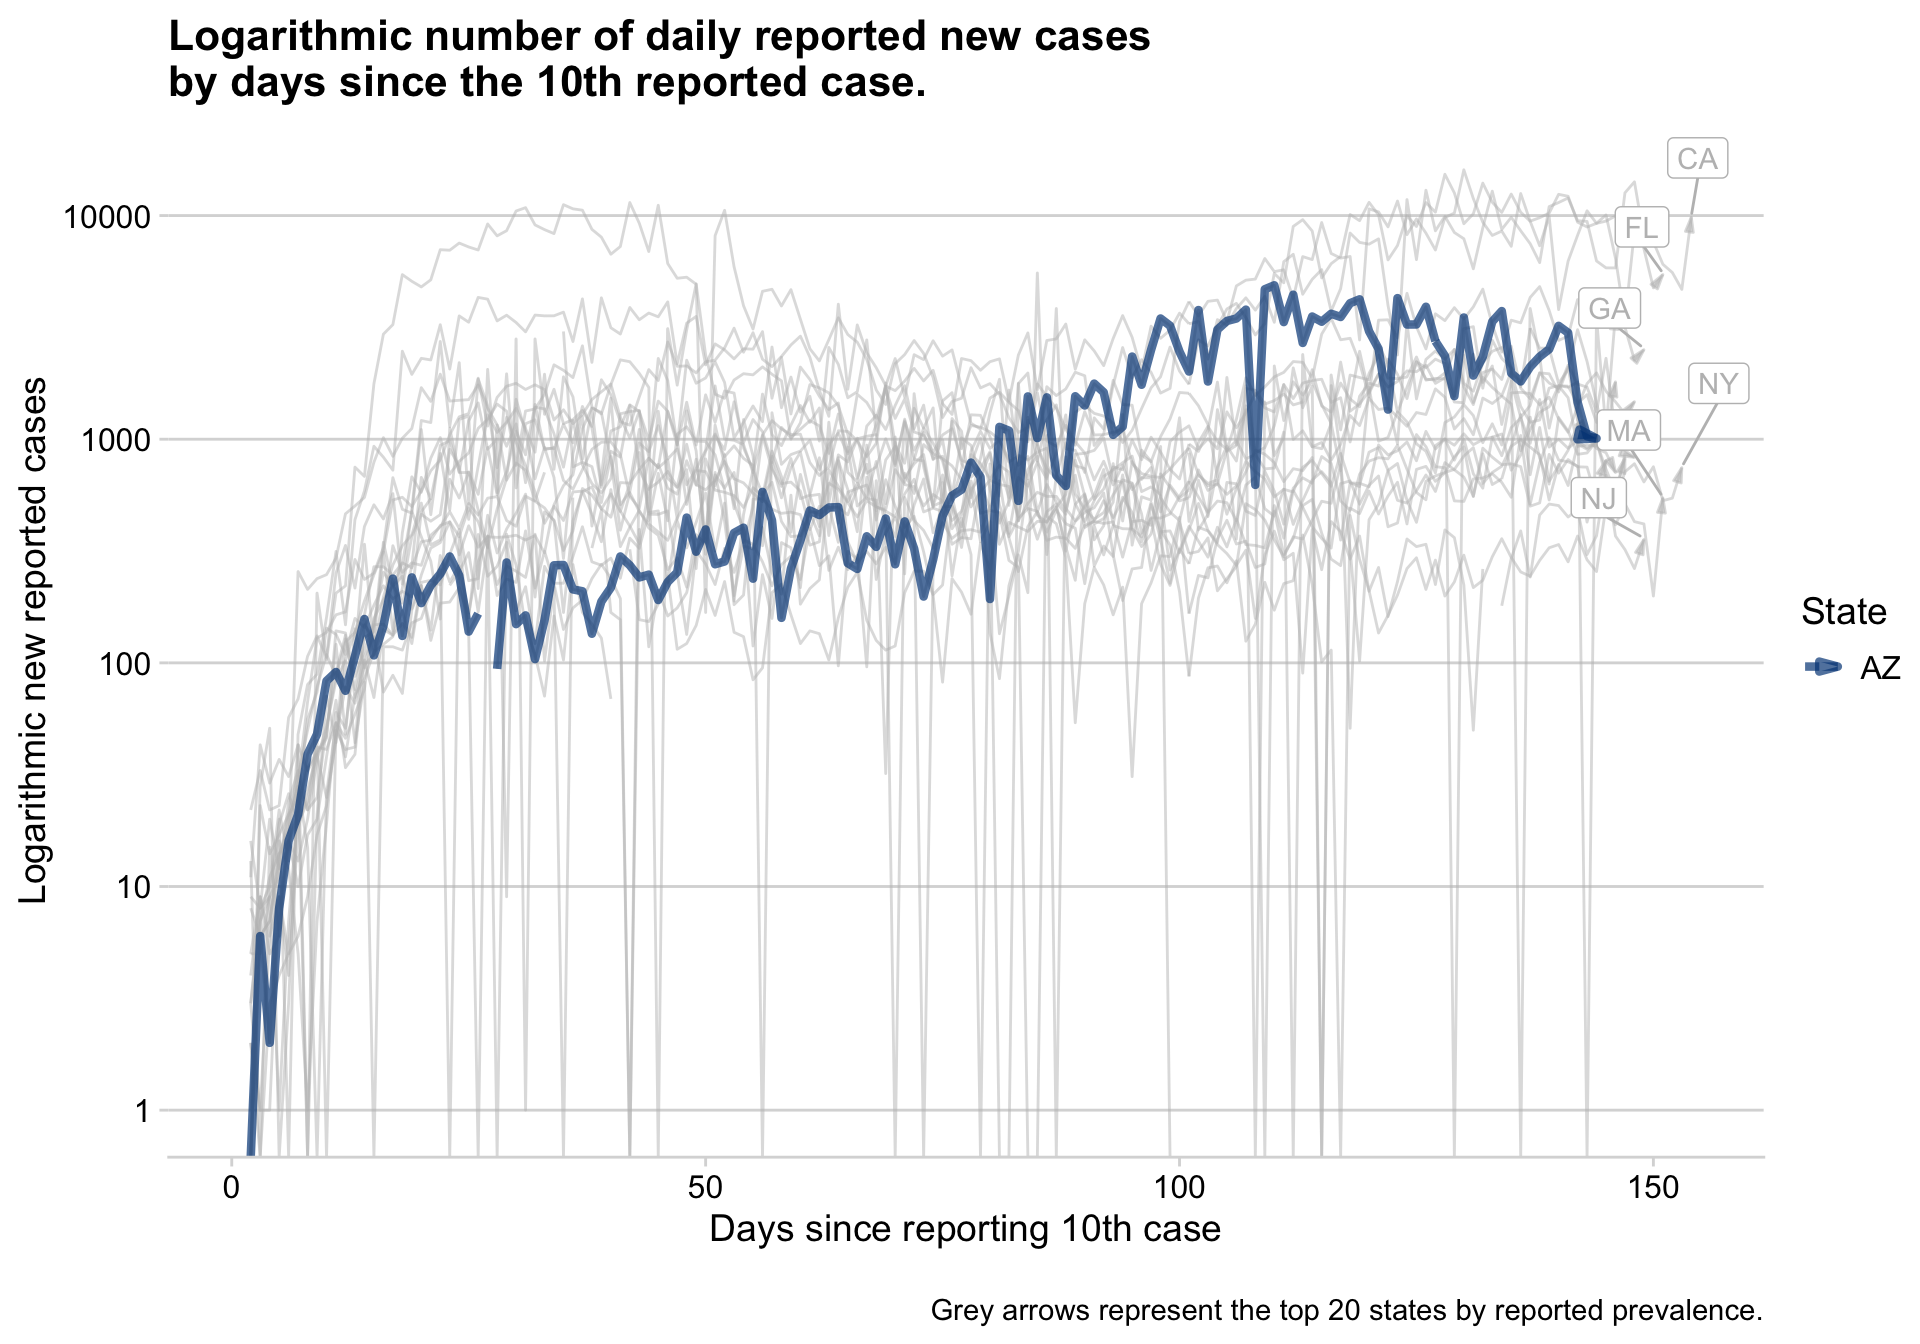 Logarithmic number of daily reported new cases
by days since the 10th reported case.
Logarithmic new reported cases
10000
1000
100
10
1
CA
FL
GA
NY
MA
NJ
State
AZ
0
50
100
150
Days since reporting 10th case
Grey arrows represent the top 20 states by reported prevalence.